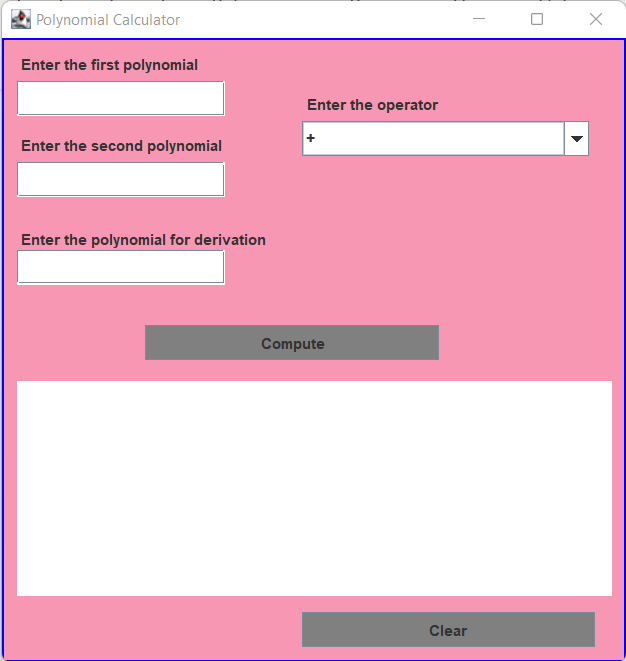 Polynomial Calculator
Enter the first polynomial
Enter the operator
+
Enter the second polynomial
Enter the polynomial for derivation
Compute
Clear